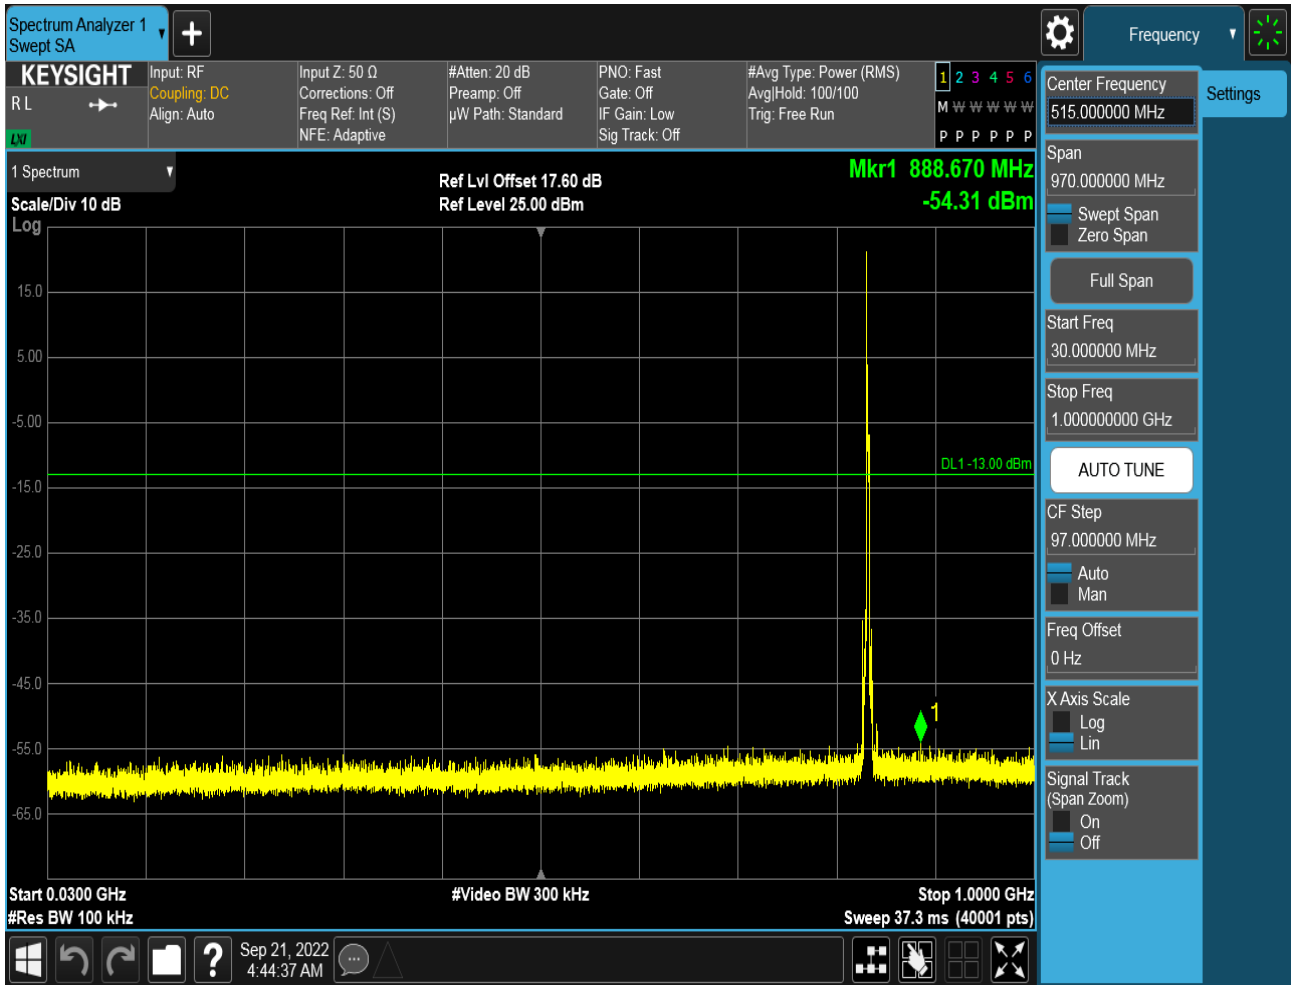 Spectrum Analyzer 1
Swept SA
Frequency
KEYSIGHT
R L
LXI
Input: RF
Coupling: DC
Align: Auto
Input Z: 50 Ω
Corrections: Off
Freq Ref: Int (S)
NFE: Adaptive
#Atten: 20 dB
Preamp: Off
µW Path: Standard
PNO: Fast
Gate: Off
IF Gain: Low
Sig Track: Off
#Avg Type: Power (RMS)
Avg|Hold: 100/100
Trig: Free Run
1 2 3 4 5 6
M W W W W W
P P P P P P
1 Spectrum
Scale/Div 10 dB
Log
Ref Lvl Offset 17.60 dB
Ref Level 25.00 dBm
Mkr1 888.670 MHz
-54.31 dBm
15.0
5.00
-5.00
-15.0
-25.0
-35.0
-45.0
-55.0
-65.0
DL1 -13.00 dBm
1
Start 0.0300 GHz
#Res BW 100 kHz
#Video BW 300 kHz
Stop 1.0000 GHz
Sweep 37.3 ms (40001 pts)
Center Frequency
515.000000 MHz
Settings
Span
970.000000 MHz
Swept Span
Zero Span
Full Span
Start Freq
30.000000 MHz
Stop Freq
1.000000000 GHz
AUTO TUNE
CF Step
97.000000 MHz
Auto
Man
Freq Offset
0 Hz
X Axis Scale
Log
Lin
Signal Track
(Span Zoom)
On
Off
?
Sep 21, 2022
4:44:37 AM